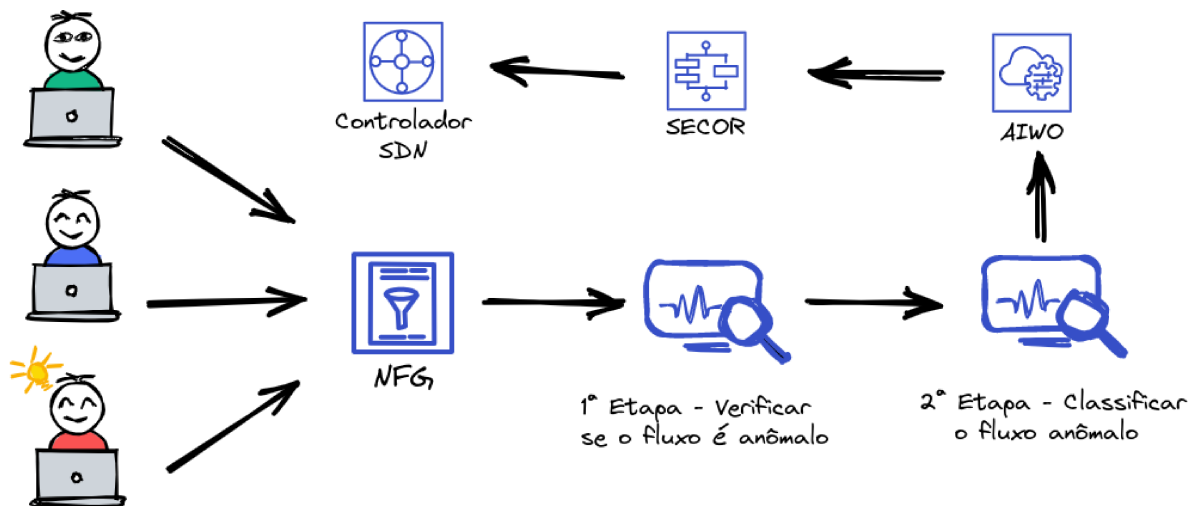 Controlador
SDN
SECOR
AIWO
NFG
1ª Etapa - Verificar
se o fluxo é anômalo
2ª Etapa - Classificar
o fluxo anômalo